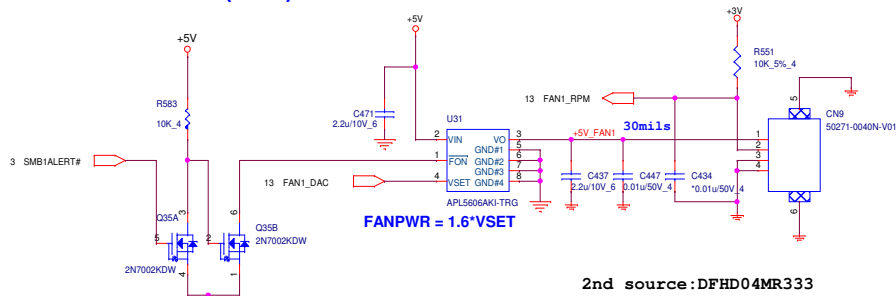 +5V
+5V
+3V
R583
10K_4
C471
2.2u/10V_6
R551
10K_5%_4
13 FAN1_RPM
CN9
50271-0040N-V01
5
U31
30mils
+5V_FAN1
2 VIN VO 3
GND#1 5
1 FON GND#2 6
GND#3 7
4 VSET GND#4 8
APL5606AKI-TRG
1
2
3
4
3 SMB1ALERT#
13 FAN1_DAC
C437
2.2u/10V_6
C447
0.01u/50V_4
C434
*0.01u/50V_4
FANPWR = 1.6*VSET
Q35A
3
5
4
2N7002KDW
Q35B
6
2
1
2N7002KDW
6
2nd source:DFHD04MR333